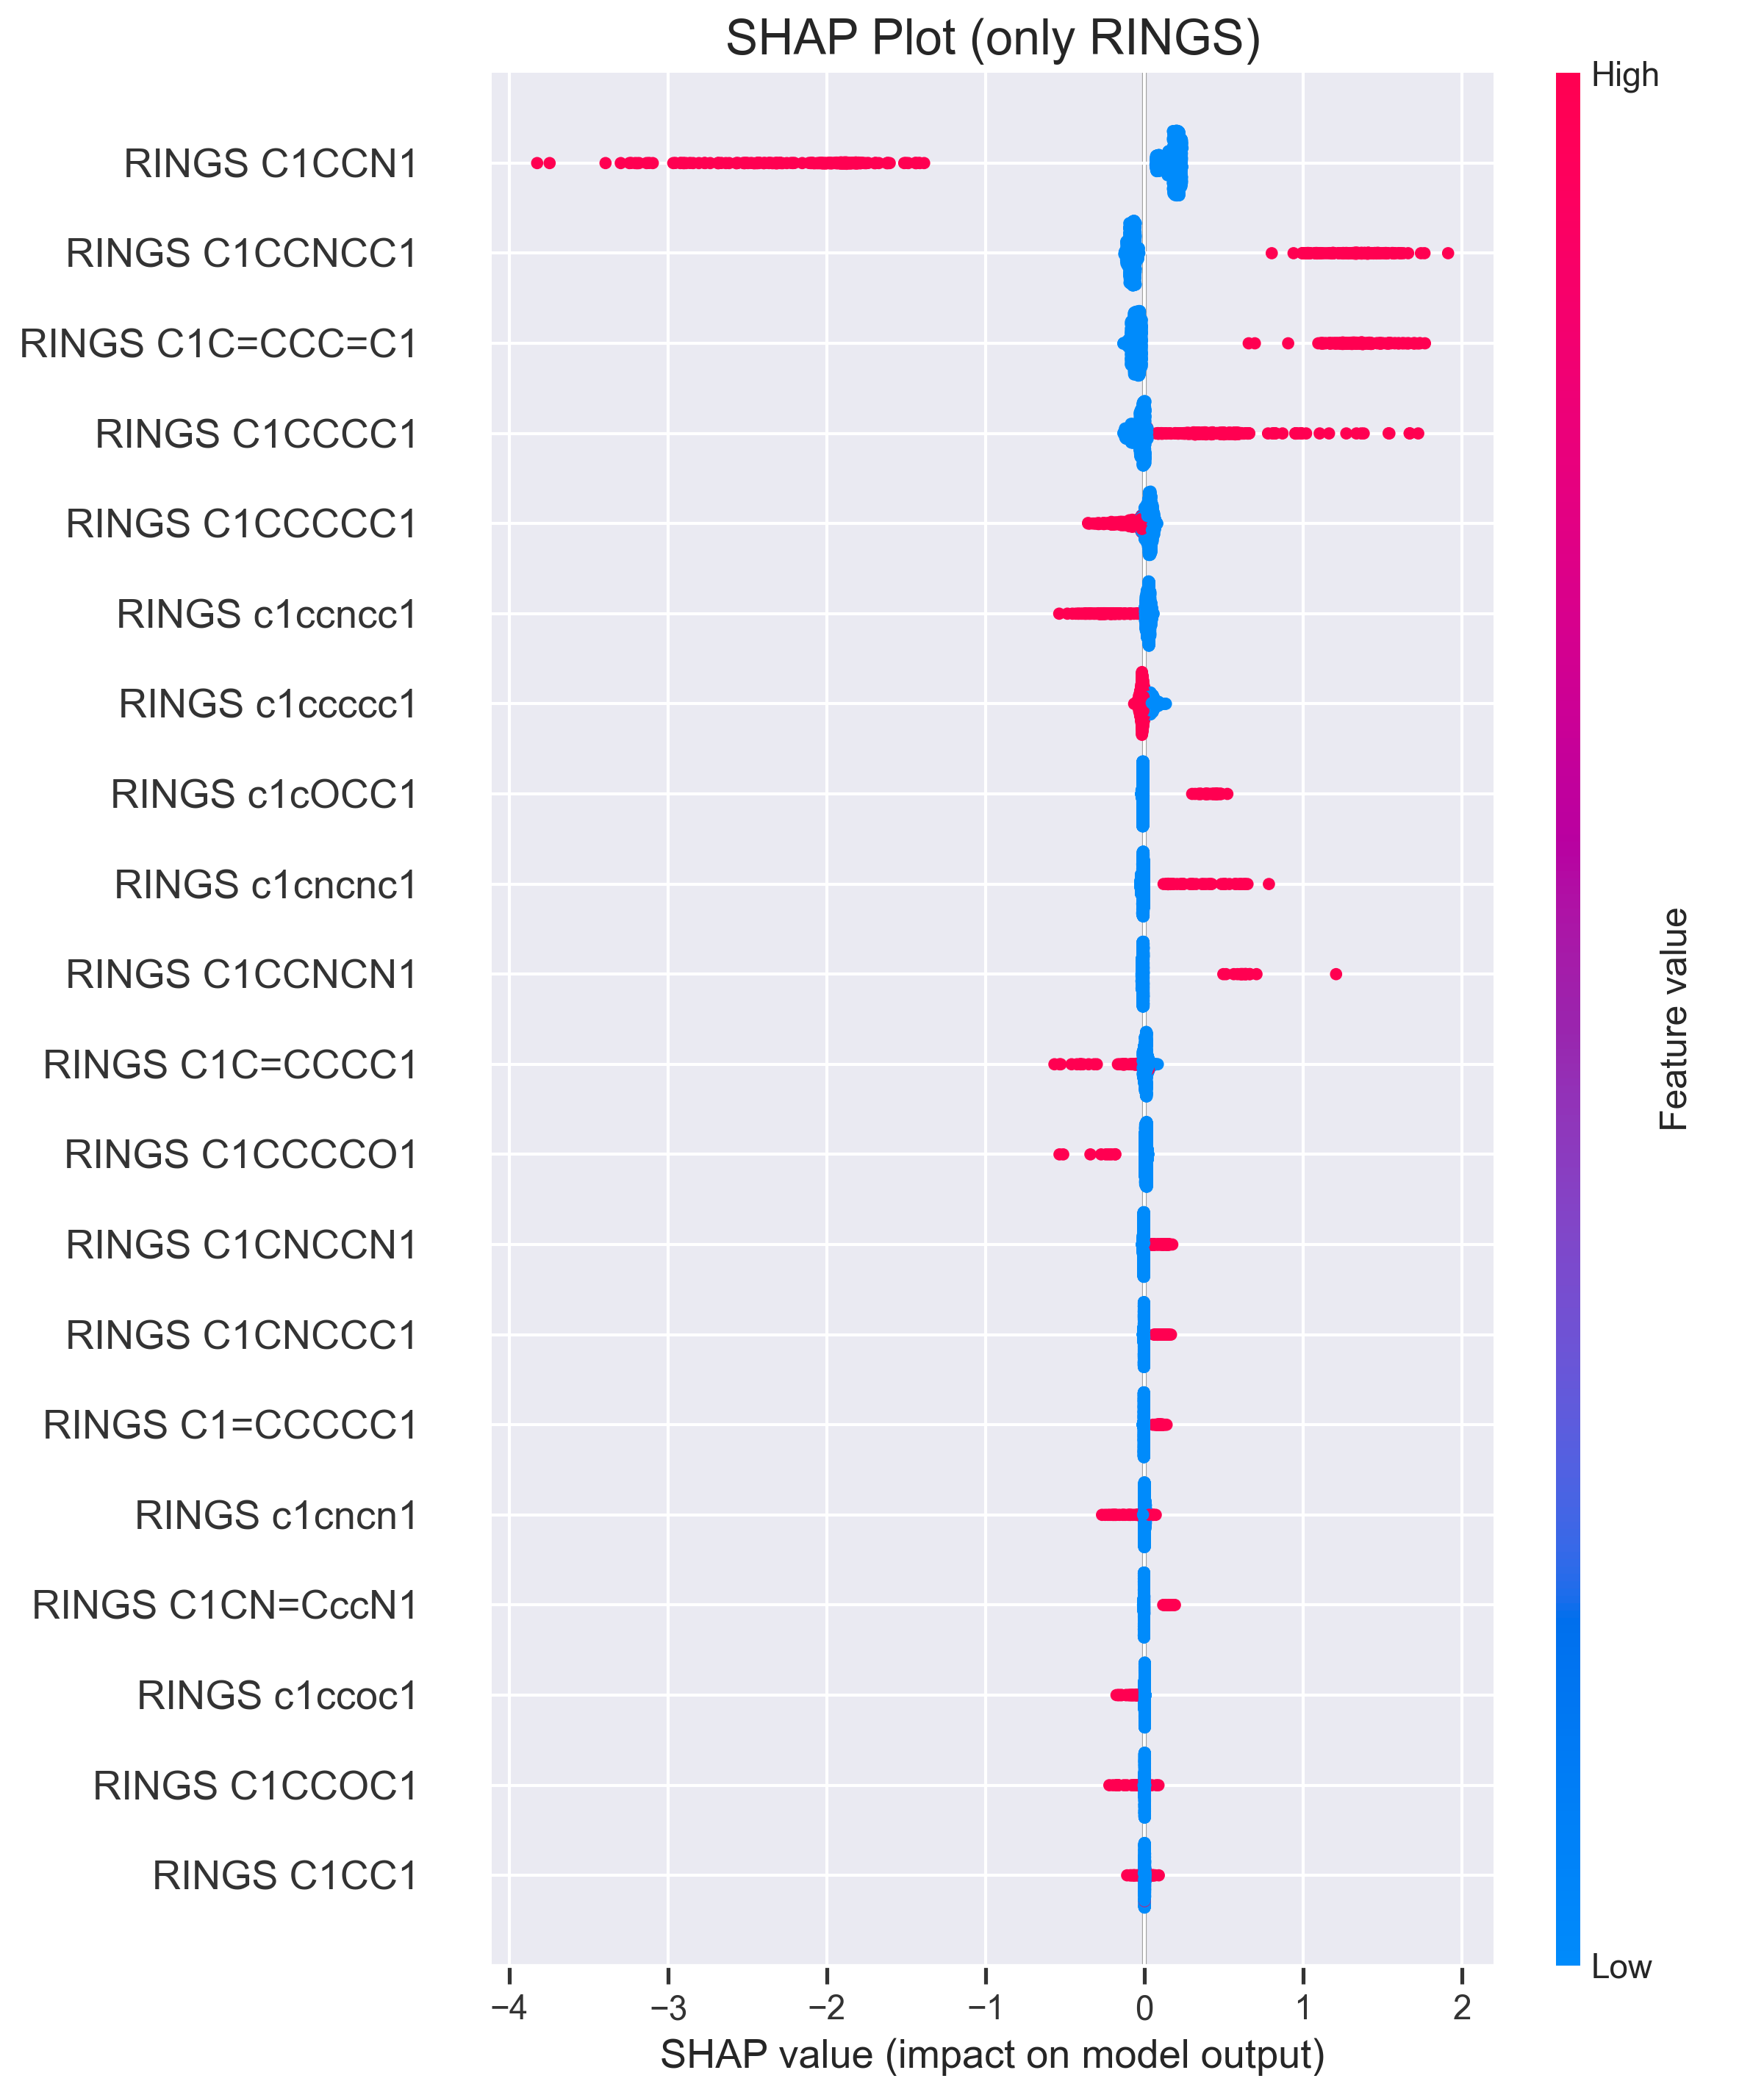 SHAP Plot (only RINGS)
High
RINGS C1CCN1
RINGS C1CCNCC1
RINGS C1C=CCC=C1
RINGS C1CCCC1
RINGS C1CCCCC1
RINGS c1ccncc1
RINGS c1ccccc1
RINGS c1cOCC1
RINGS c1cncnc1
RINGS C1CCNCN1
RINGS C1C=CCCC1
RINGS C1CCCCO1
RINGS C1CNCCN1
RINGS C1CNCCC1
RINGS C1=CCCCC1
RINGS c1cncn1
RINGS C1CN=CccN1
RINGS c1ccoc1
RINGS C1CCOC1
RINGS C1CC1
Feature value
Low
−4 −3 −2 −1 0 1 2
SHAP value (impact on model output)